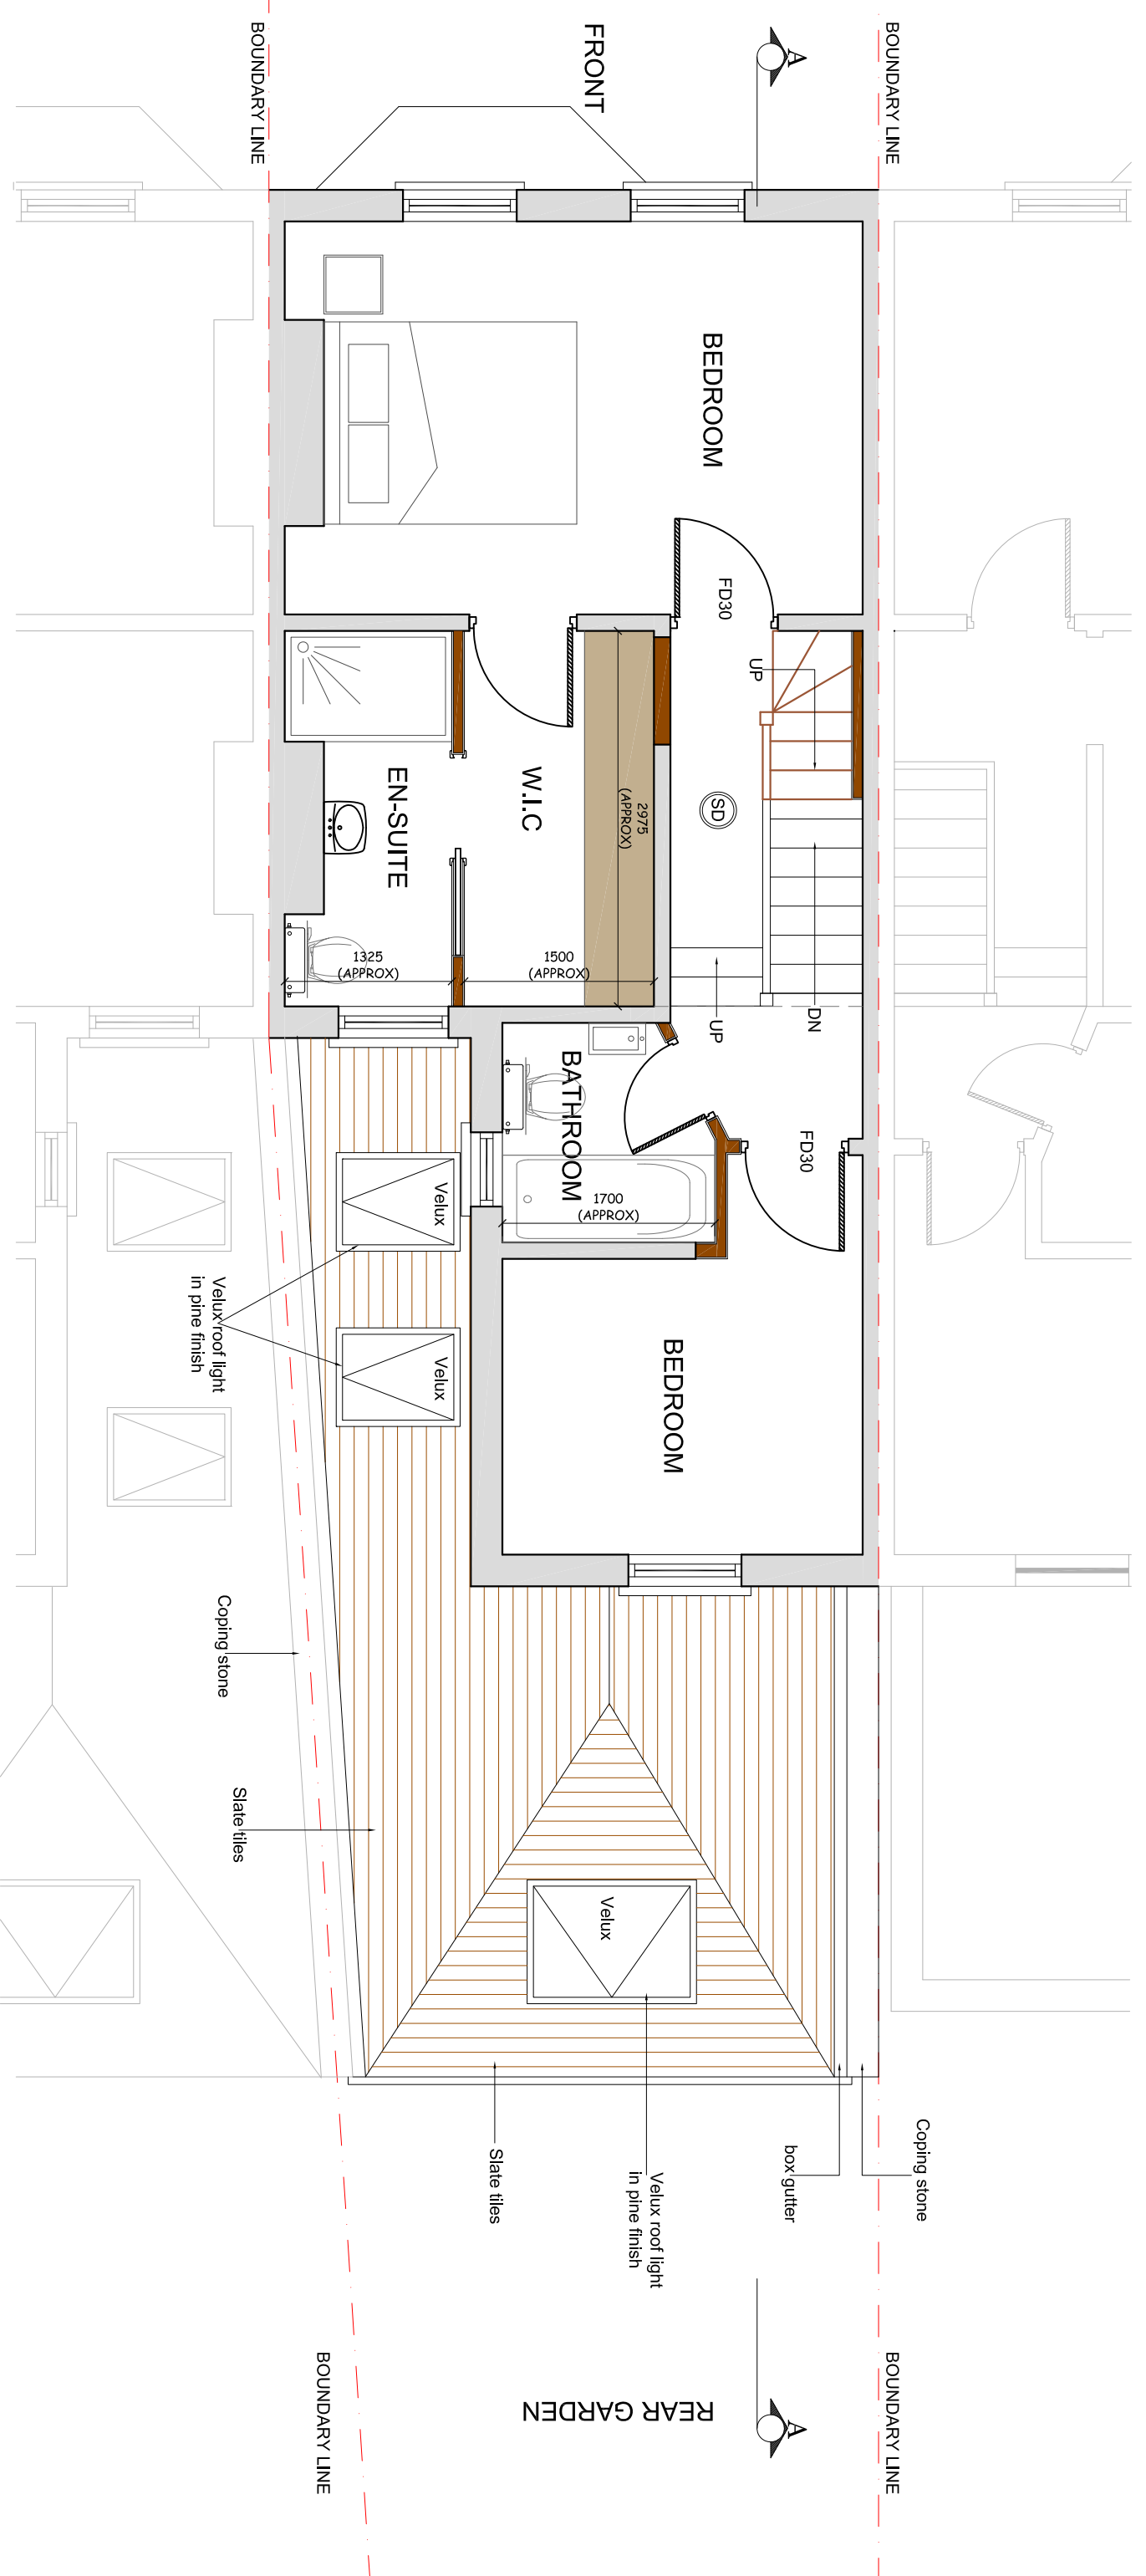 BOUNDARY LINE
FRONT
A
BOUNDARY LINE
BEDROOM
FD30
UP
W.I.C
EN-SUITE
2975
(APPROX)
SD
1325
(APPROX)
1500
(APPROX)
DN
UP
BATHROOM
FD30
1700
(APPROX)
Velux
Velux
Velux roof light
in pine finish
BEDROOM
Coping stone
Slate tiles
Velux
Slate tiles
Velux roof light
in pine finish
box gutter
Coping stone
BOUNDARY LINE
REAR GARDEN
A
BOUNDARY LINE